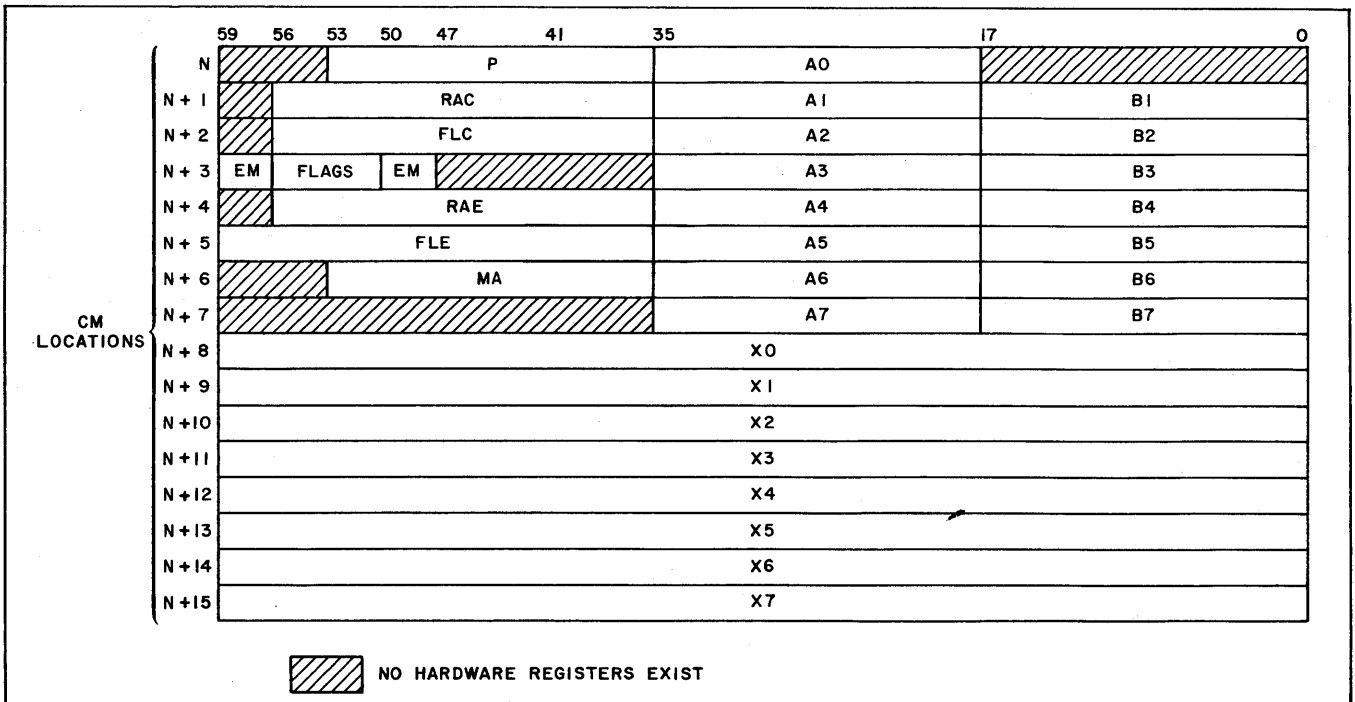 59 56 53 50 47 41 35 17 0
N P A0
N + 1 RAC A1 B1
N + 2 FLC A2 B2
N + 3 EM FLAGS EM A3 B3
N + 4 RAE A4 B4
N + 5 FLE A5 B5
N + 6 MA A6 B6
N + 7 A7 B7
CM
LOCATIONS
N + 8 X0
N + 9 X1
N +10 X2
N +11 X3
N +12 X4
N +13 X5
N +14 X6
N +15 X7
NO HARDWARE REGISTERS EXIST